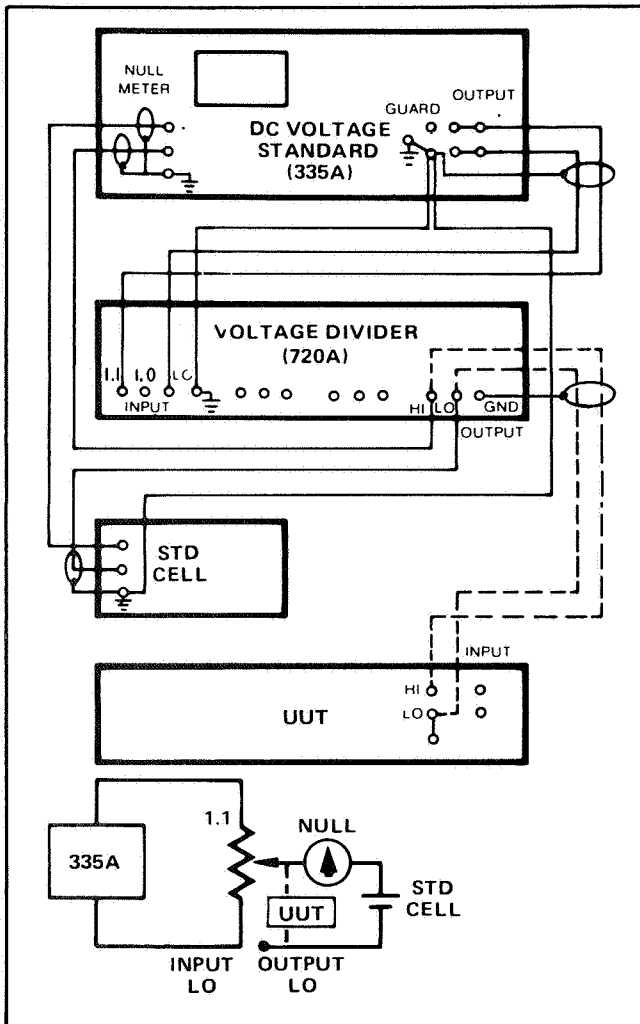 NULL
METER
GUARD
OUTPUT
DC VOLTAGE
STANDARD
(335A)
VOLTAGE DIVIDER
(720A)
1.1 1.0 LO
INPUT
HI LO GND
OUTPUT
STD
CELL
INPUT
HI
LO
UUT
1.1
NULL
335A
STD
CELL
UUT
INPUT
LO
OUTPUT
LO